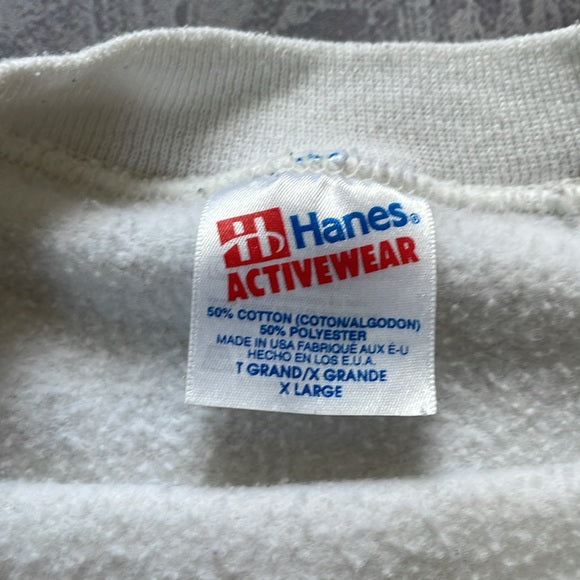 Hanes®
ACTIVEWEAR
50% COTTON (COTON/ALGODON)
50% POLYESTER
MADE IN USA FABRIQUÉ AUX É-U
HECHO EN LOS E.U.A.
T GRAND/X GRANDE
X LARGE